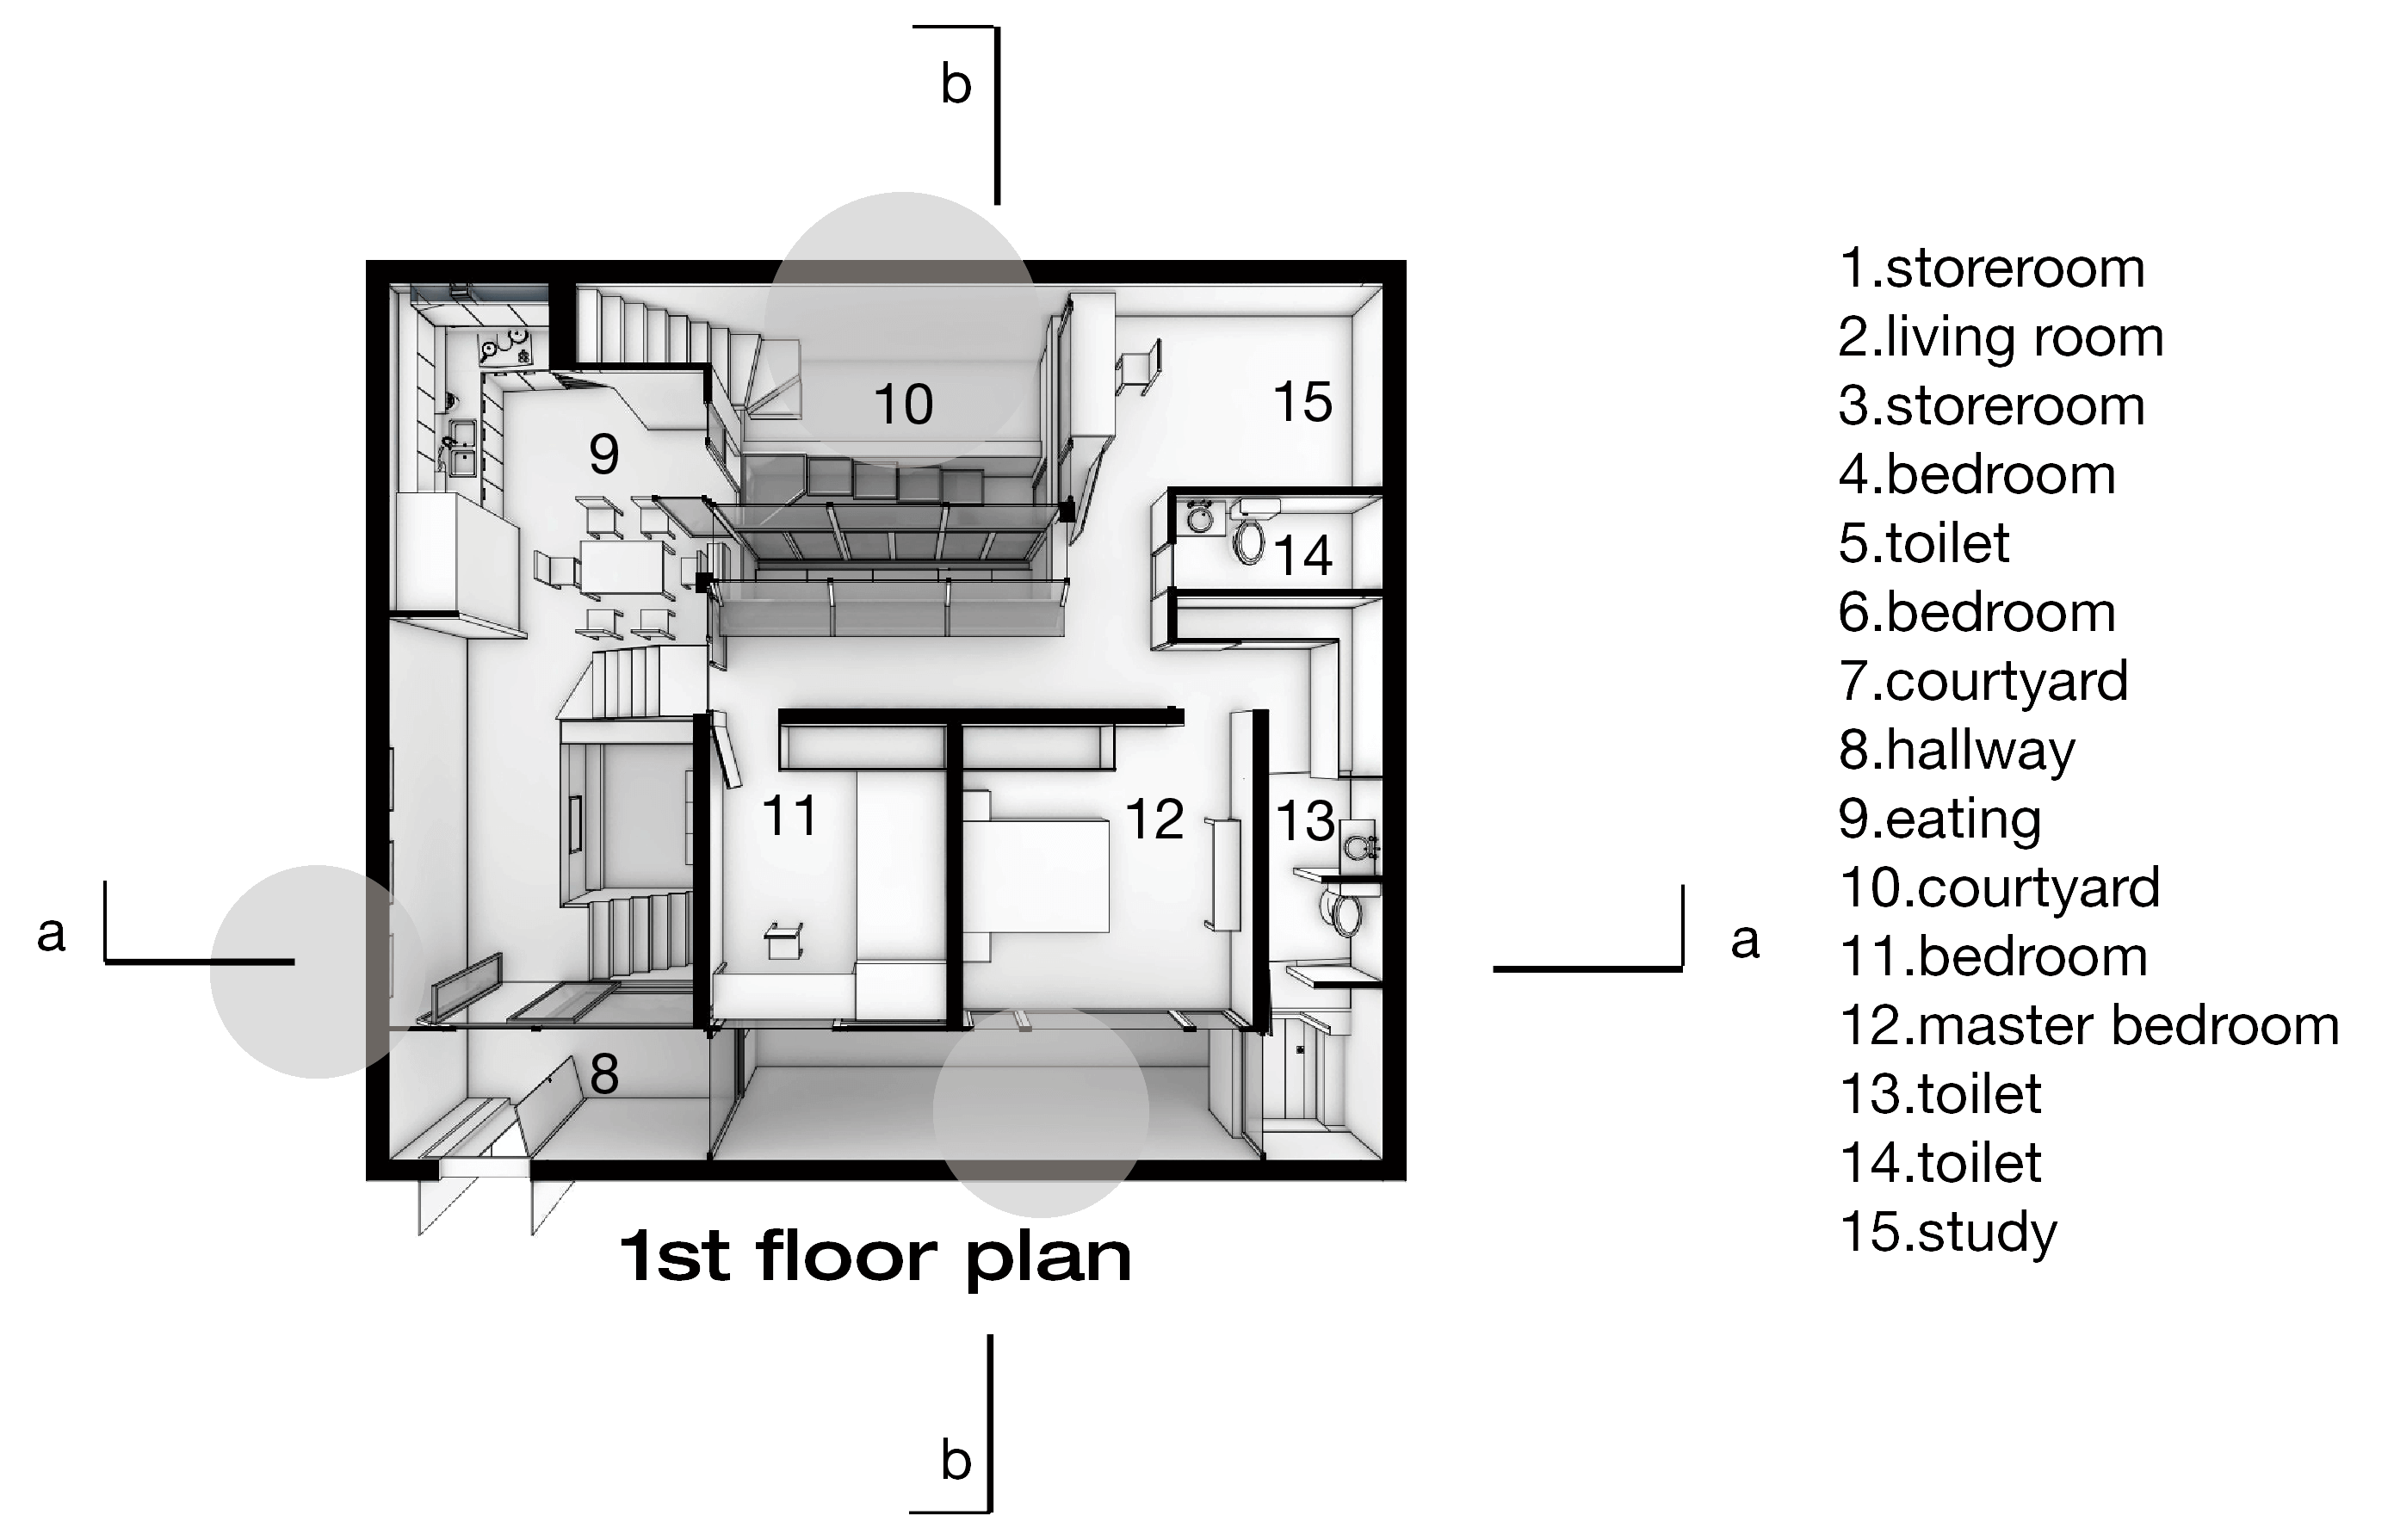 b
10
15
9
14
11
12
13
a
a
8
1st floor plan
b
1.storeroom
2.living room
3.storeroom
4.bedroom
5.toilet
6.bedroom
7.courtyard
8.hallway
9.eating
10.courtyard
11.bedroom
12.master bedroom
13.toilet
14.toilet
15.study